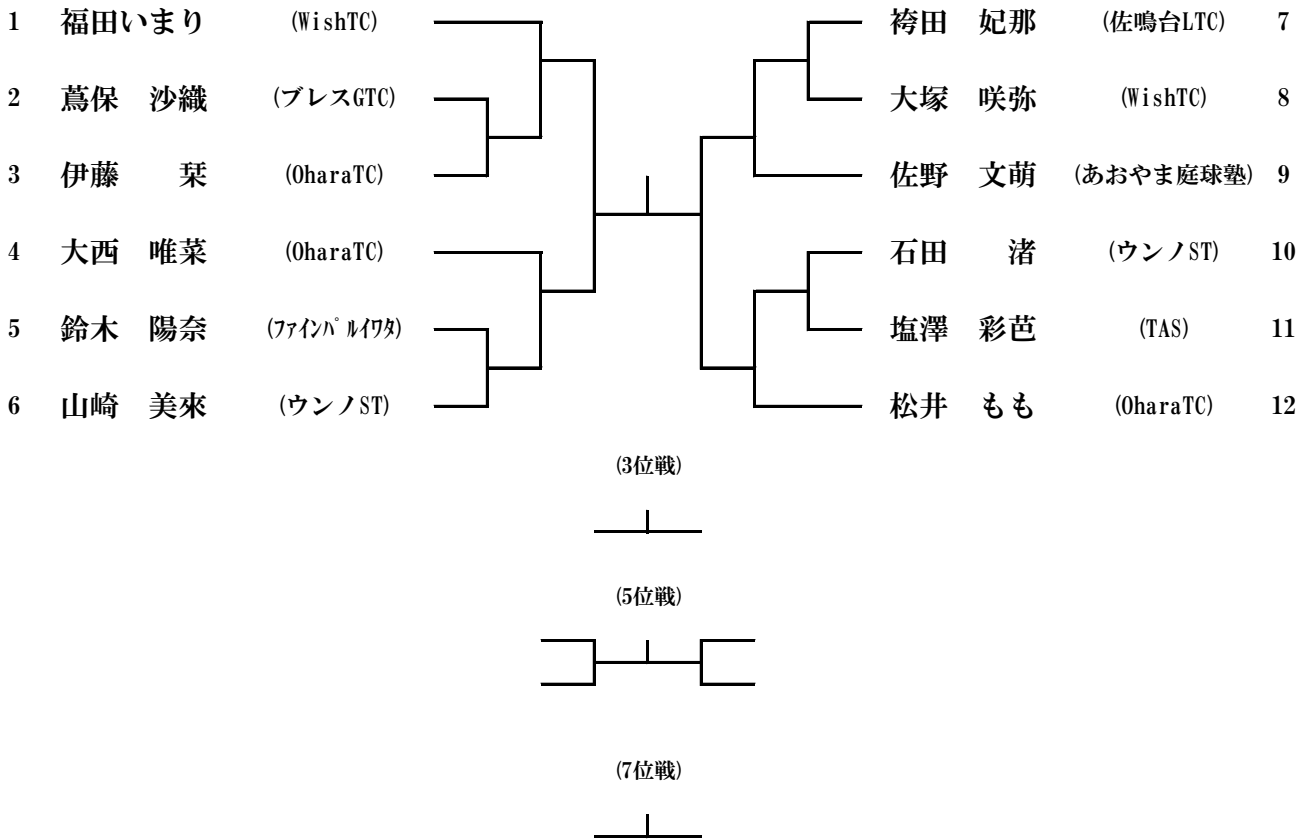 1 福田いまり (WishTC) 袴田 妃那 (佐鳴台LTC) 7
2 蔦保 沙織 (ブレスGTC) 大塚 咲弥 (WishTC) 8
3 伊藤 栞 (OharaTC) 佐野 文萌 (あおやま庭球塾) 9
4 大西 唯菜 (OharaTC) 石田 渚 (ウンノST) 10
5 鈴木 陽奈 (ファインパルイワタ) 塩澤 彩芭 (TAS) 11
6 山崎 美來 (ウンノST) 松井 もも (OharaTC) 12
(3位戦)
(5位戦)
(7位戦)